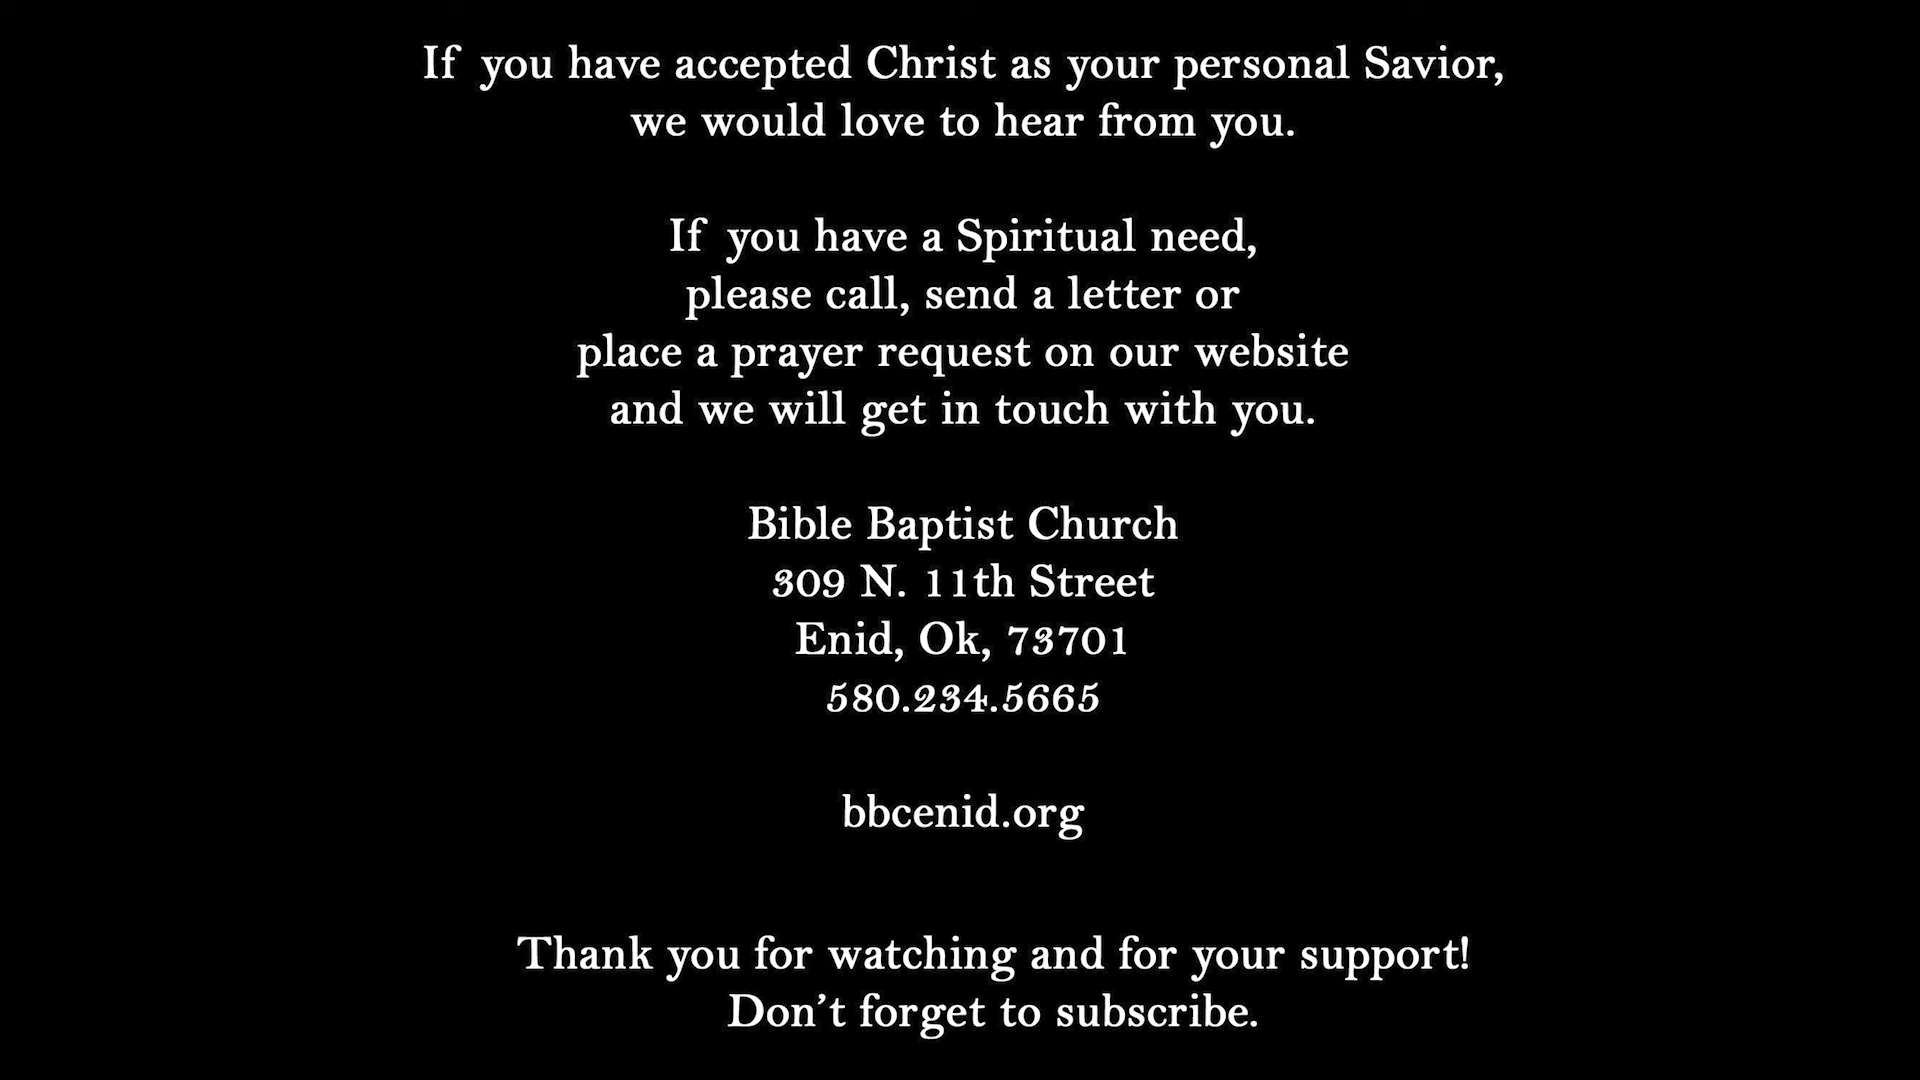 If you have accepted Christ as your personal Savior,
we would love to hear from you.
If you have a Spiritual need,
please call, send a letter or
place a prayer request on our website
and we will get in touch with you.
Bible Baptist Church
309 N. 11th Street
Enid, Ok, 73701
580.234.5665
bbcenid.org
Thank you for watching and for your support!
Don’t forget to subscribe.